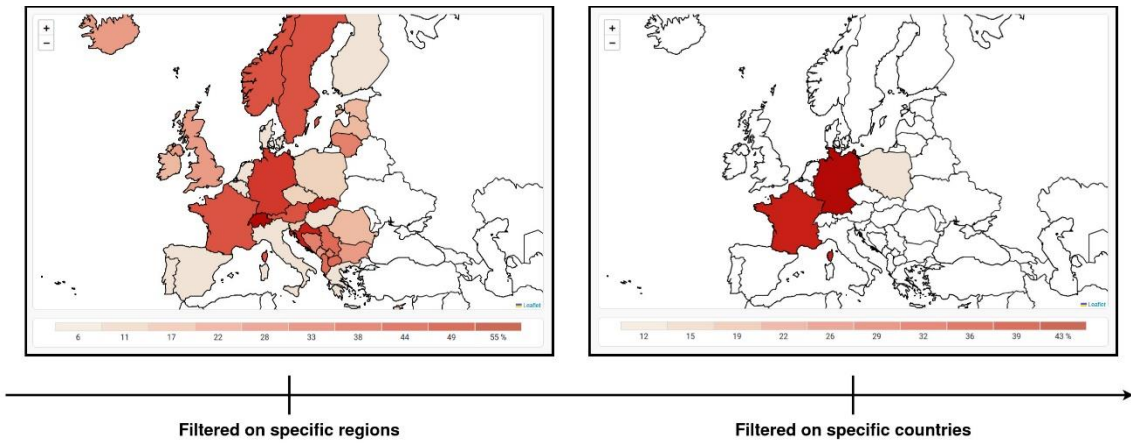 +
−
Leaflet
6 11 17 22 28 33 38 44 49 55 %
+
−
Leaflet
12 15 19 22 26 29 32 36 39 43 %
Filtered on specific regions
Filtered on specific countries